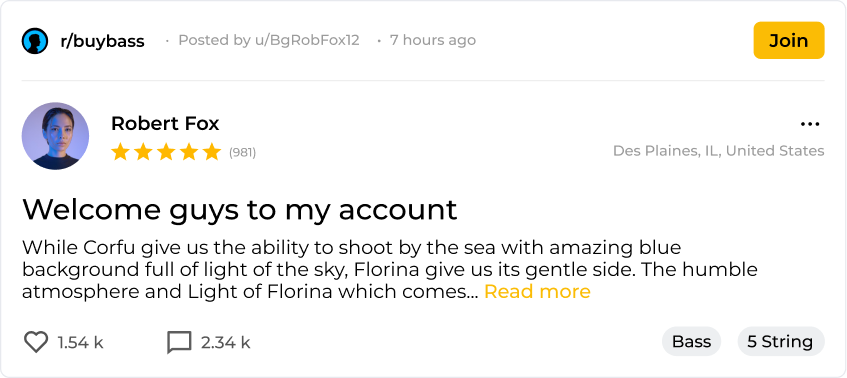 r/buybass · Posted by u/BgRobFox12 · 7 hours ago Join
Robert Fox
(981) Des Plaines, IL, United States
Welcome guys to my account
While Corfu give us the ability to shoot by the sea with amazing blue
background full of light of the sky, Florina give us its gentle side. The humble
atmosphere and Light of Florina which comes... Read more
1.54 k 2.34 k Bass 5 String